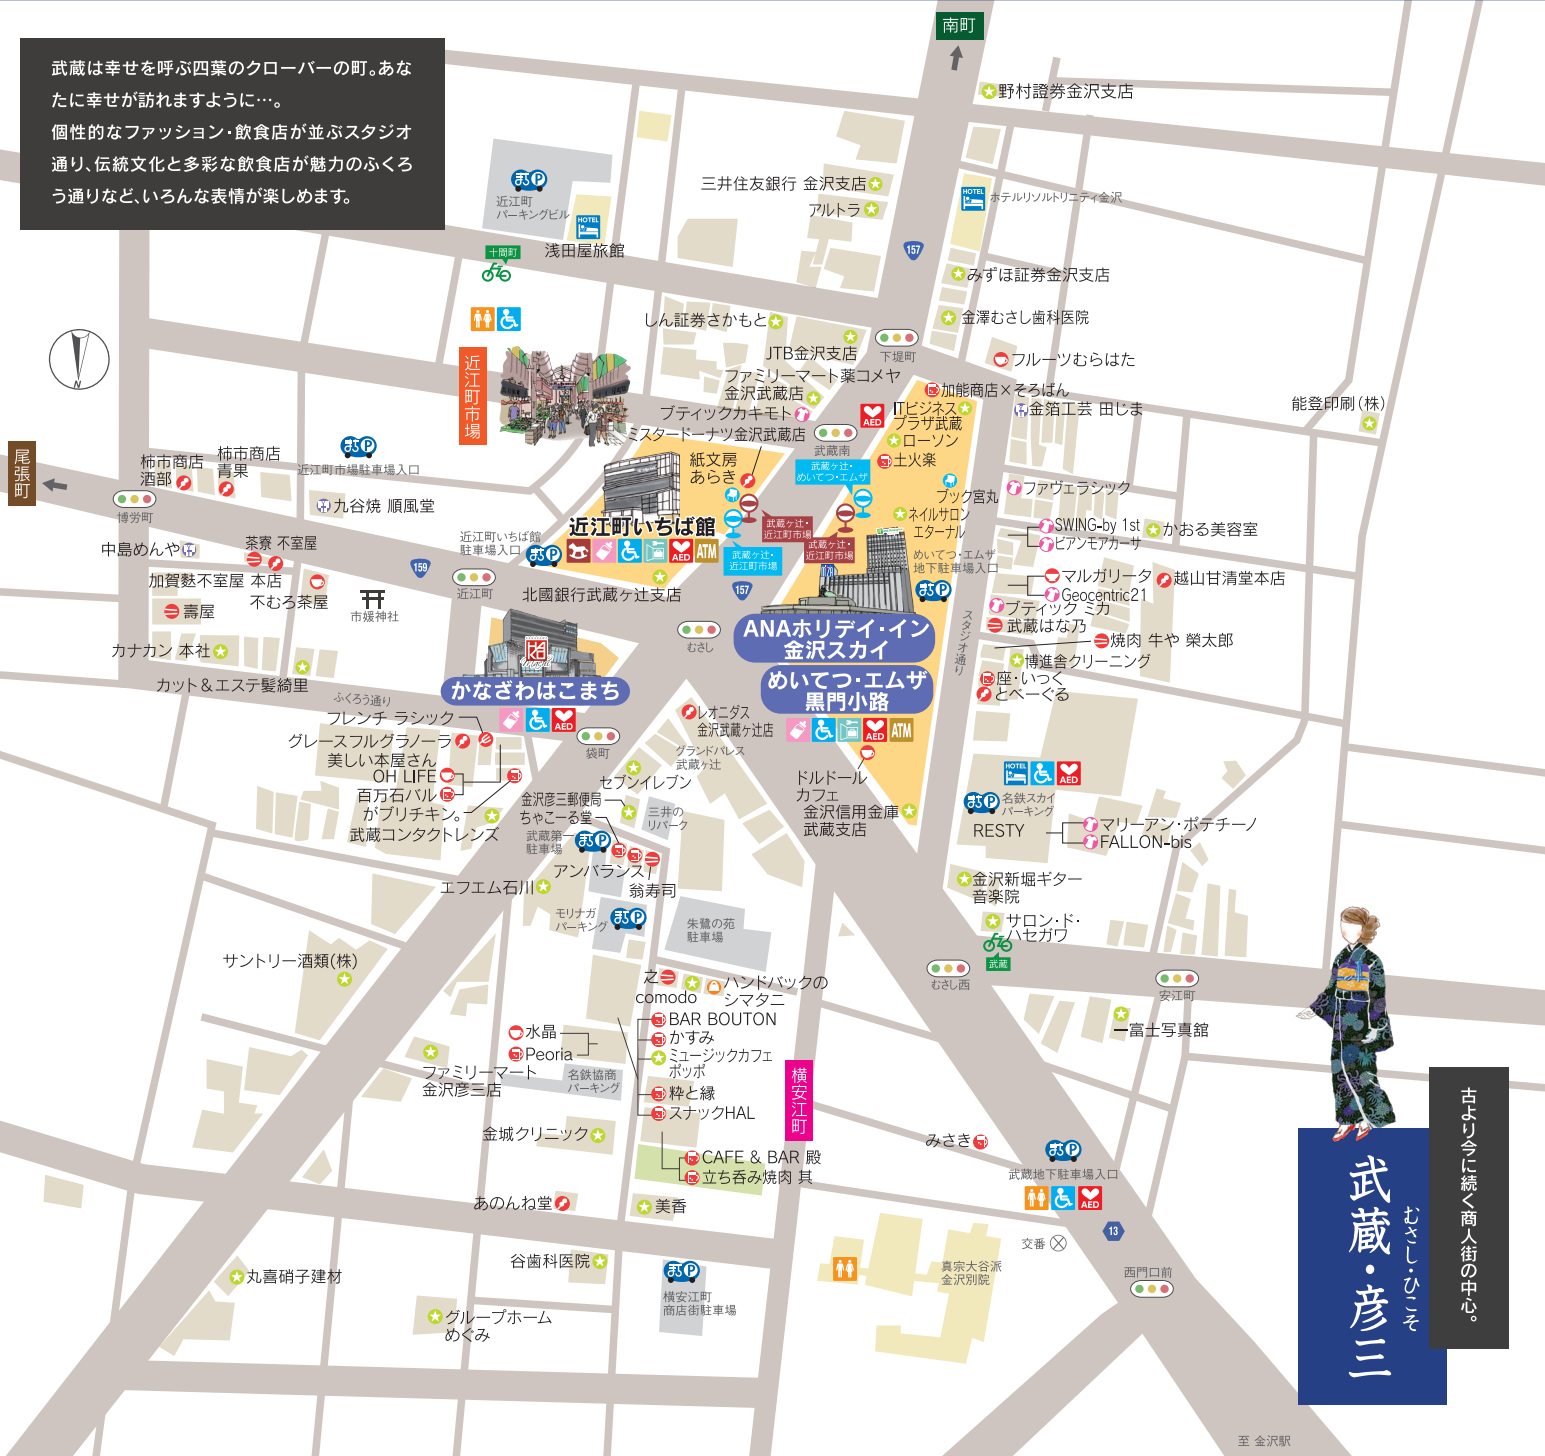 南町
武蔵は幸せを呼ぶ四葉のクローバーの町。あな
たに幸せが訪れますように…。
個性的なファッション・飲食店が並ぶスタジオ
通り、伝統文化と多彩な飲食店が魅力のふくろ
う通りなど、いろんな表情が楽しめます。
野村證券金沢支店
三井住友銀行 金沢支店
アルトラ
HOTEL
ホテルリソルトリニティ金沢
まちP
近江町
パーキングビル
HOTEL
浅田屋旅館
十間町
157
みずほ証券金沢支店
金澤むさし歯科医院
しん証券さかもと
JTB金沢支店
下堤町
フルーツむらはた
近江町市場
N
ファミリーマート薬コメヤ
金沢武蔵店
ブティックカキモト
ミスタードーナツ金沢武蔵店
武蔵南
AED
加能商店×そろばん
ITビジネス
プラザ武蔵
ローソン
土火楽
金箔工芸 田じま
能登印刷(株)
尾張町
柿市商店
酒部
柿市商店
青果
まちP
近江町市場駐車場入口
博労町
九谷焼 順風堂
紙文房
あらき
武蔵ヶ辻・
めいてつ・エムザ
ブック宮丸
ネイルサロン
エターナル
ファヴェラシック
SWING-by 1st
ビアンモアカーサ
かおる美容室
近江町いちば館
武蔵ヶ辻・
近江町市場
武蔵ヶ辻・
近江町市場
武蔵ヶ辻・
近江町市場
近江町いちば館
駐車場入口
まちP
AED
ATM
めいてつ・エムザ
地下駐車場入口
まちP
中島めんや
茶寮 不室屋
加賀麩不室屋 本店
不むろ茶屋
159
近江町
北國銀行武蔵ヶ辻支店
157
マルガリータ
Geocentric21
越山甘清堂本店
壽屋
市媛神社
むさし
ANAホリデイ・イン
金沢スカイ
ブティック ミカ
武蔵はな乃
焼肉 牛や 榮太郎
スタジオ通り
カナカン 本社
カット&エステ髪綺里
かなざわはこまち
めいてつ・エムザ
黒門小路
博進舎クリーニング
座・いっく
とべーぐる
ふくろう通り
フレンチ ラシック
グレースフルグラノーラ
美しい本屋さん
OH LIFE
百万石バル
がブリチキン。
武蔵コンタクトレンズ
AED
袋町
レオニダス
金沢武蔵ヶ辻店
グランドパレス
武蔵ヶ辻
AED
ATM
セブンイレブン
金沢彦三郵便局
ちゃこーる堂
三井の
リパーク
武蔵第一
駐車場
まちP
アンバランス
翁寿司
ドルドール
カフェ
金沢信用金庫
武蔵支店
HOTEL
AED
まちP
名鉄スカイ
パーキング
RESTY
マリーアン・ポテチーノ
FALLON-bis
エフエム石川
モリナガ
パーキング
まちP
朱鷺の苑
駐車場
金沢新堀ギター
音楽院
サロン・ド・
ハセガワ
武蔵
むさし西
安江町
サントリー酒類(株)
之
comodo
ハンドバックの
シマタニ
BAR BOUTON
かすみ
ミュージックカフェ
ポッポ
粋と縁
スナックHAL
水晶
Peoria
名鉄協商
パーキング
ファミリーマート
金沢彦三店
横安江町
富士写真舘
金城クリニック
CAFE & BAR 殿
立ち呑み焼肉 其
みさき
まちP
武蔵地下駐車場入口
AED
あのんね堂
美香
谷歯科医院
まちP
横安江町
商店街駐車場
交番
13
真宗大谷派
金沢別院
西門口前
丸喜硝子建材
グループホーム
めぐみ
古より今に続く商人街の中心。
むさし・ひこそ
武蔵・彦三
至 金沢駅